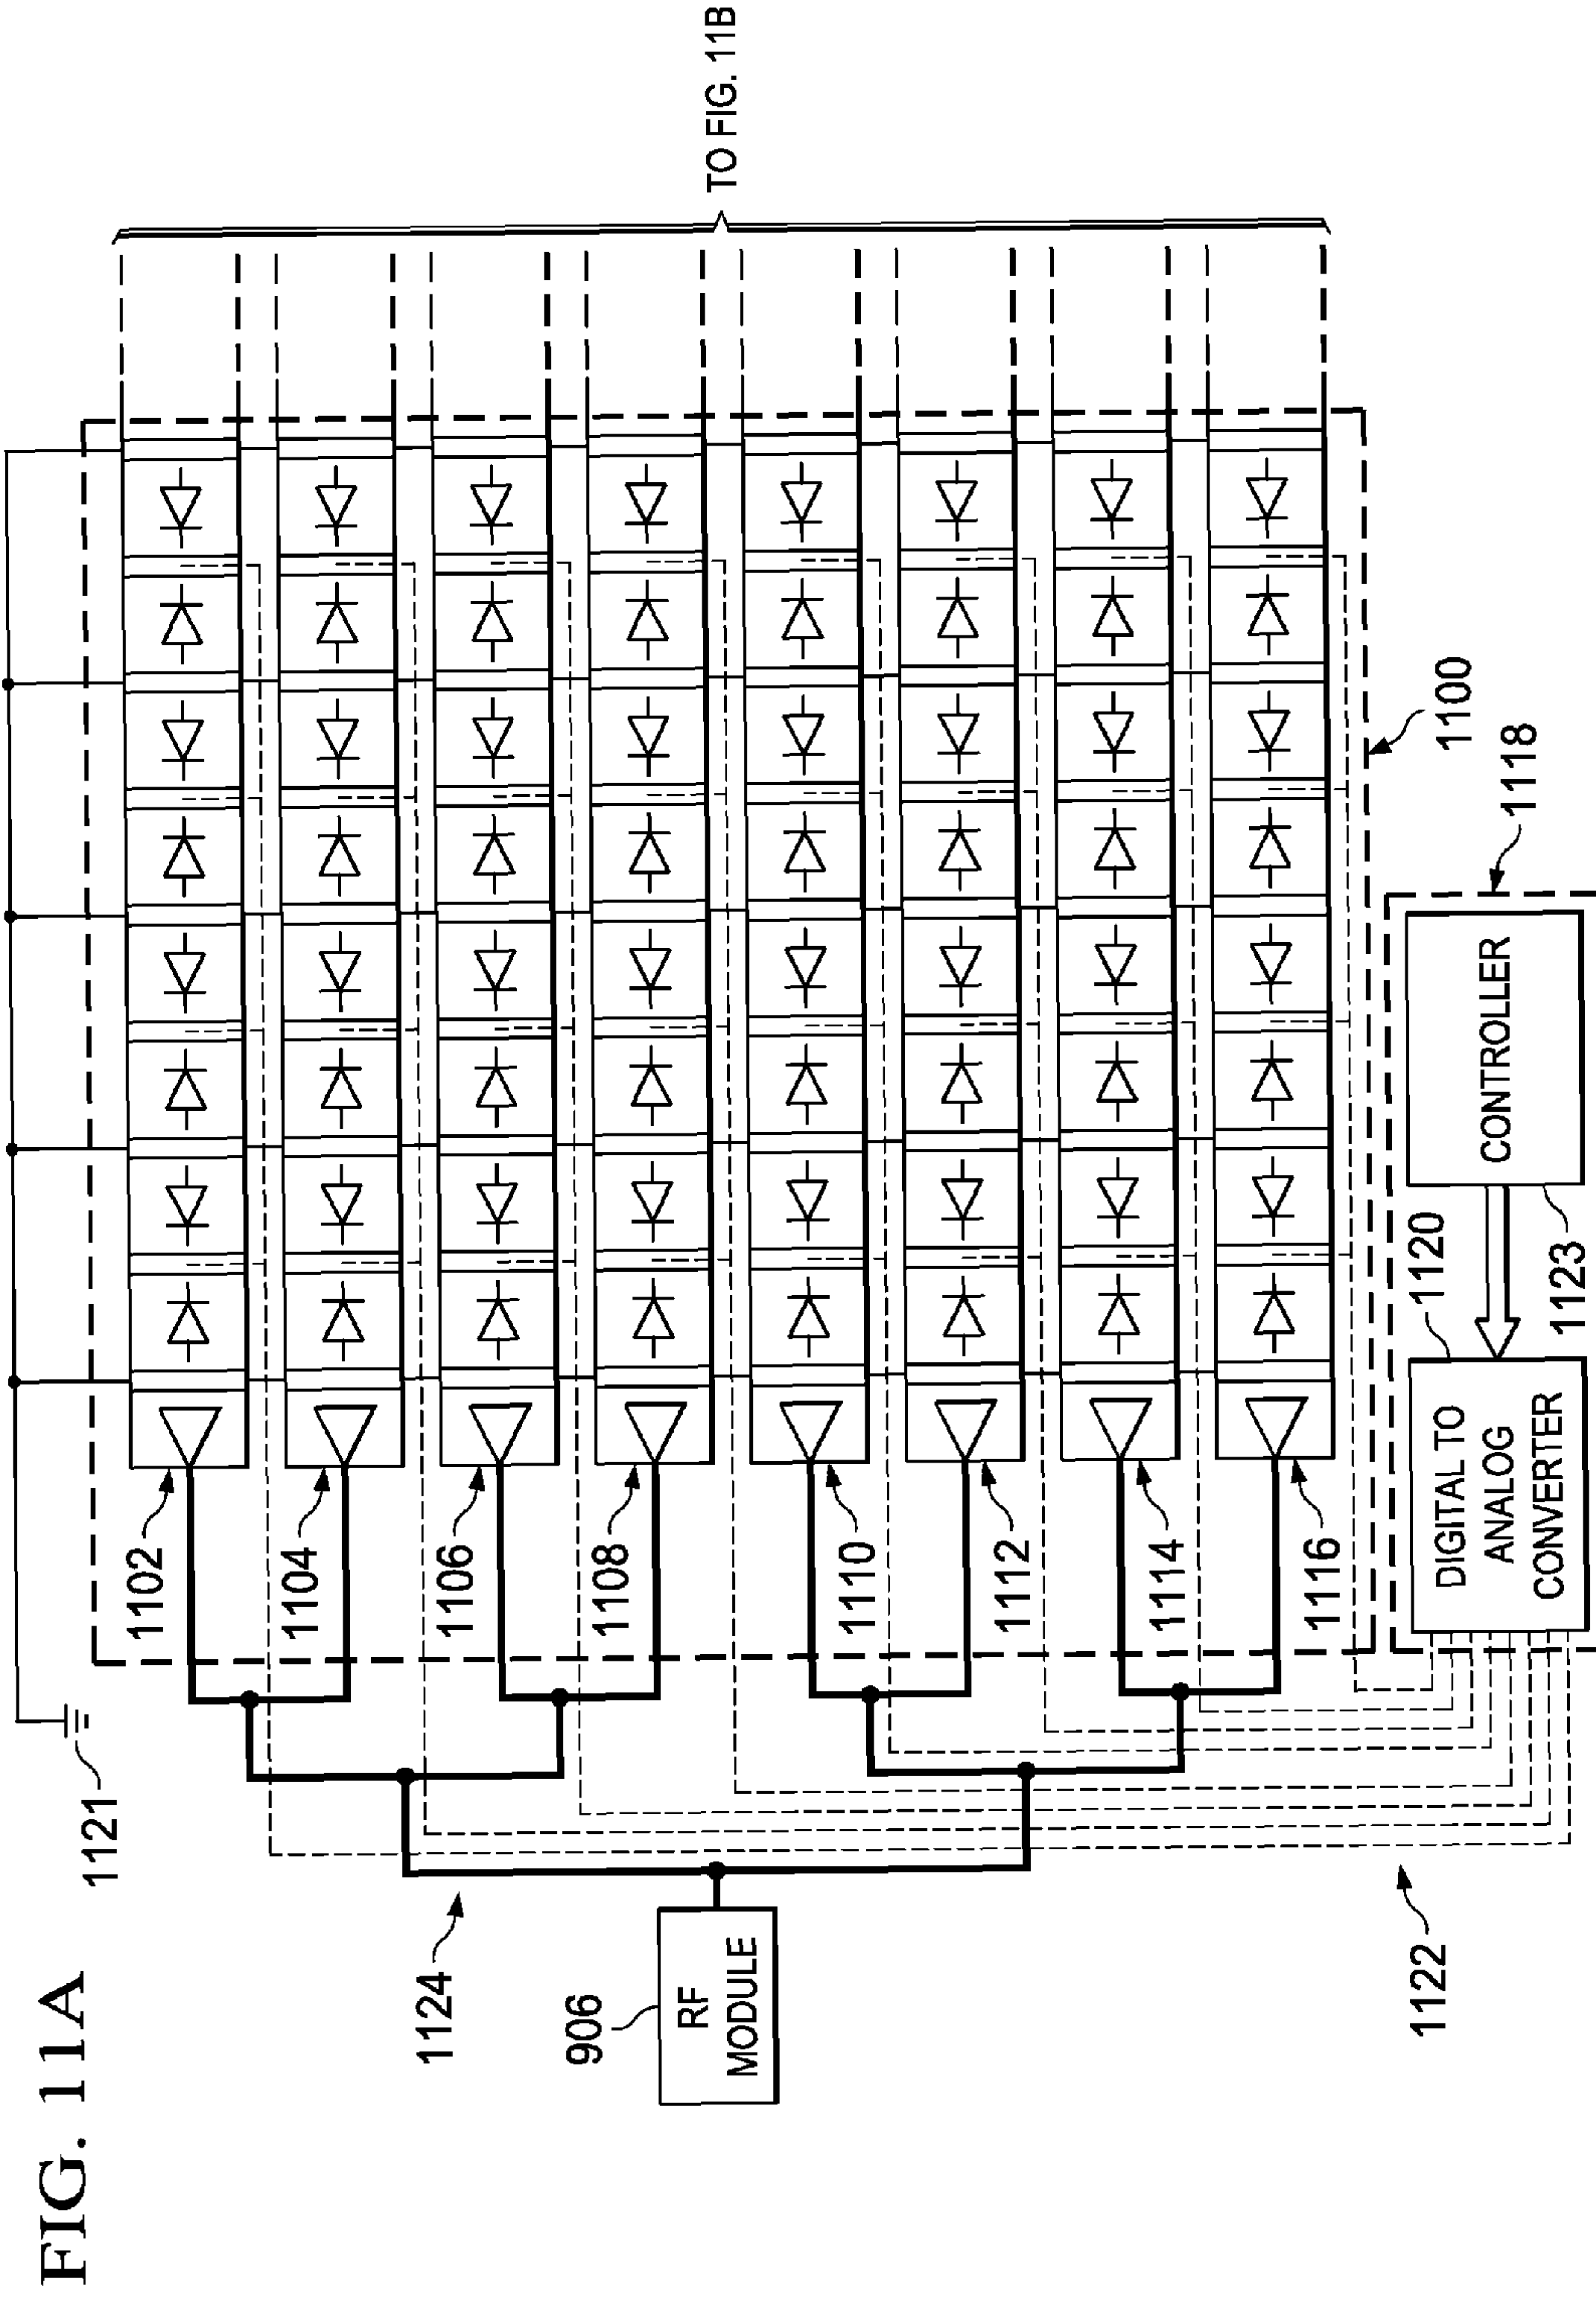 FIG. 11A
1121
1124
906
RF
MODULE
1122
1102
1104
1106
1108
1110
1112
1114
1116
DIGITAL TO
ANALOG
CONVERTER
1120
1123
CONTROLLER
1118
1100
TO FIG. 11B